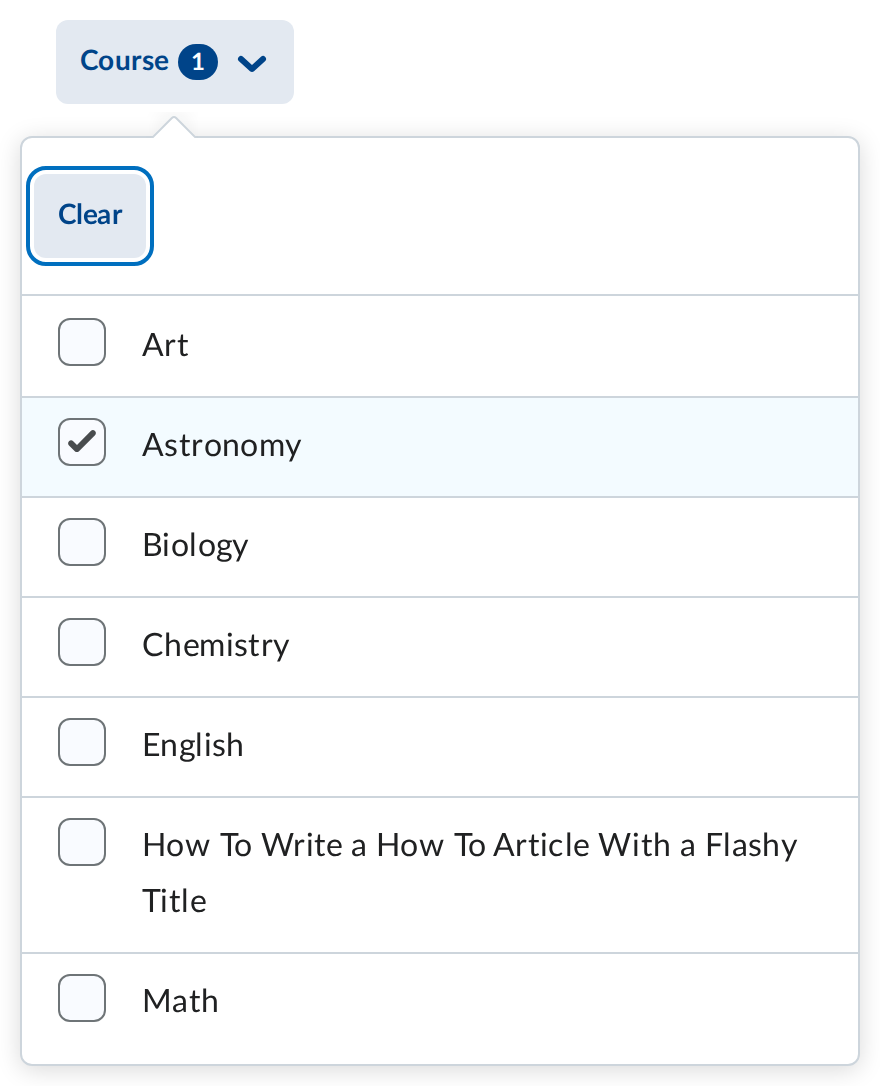 Course 1
Clear
Art
Astronomy
Biology
Chemistry
English
How To Write a How To Article With a Flashy
Title
Math